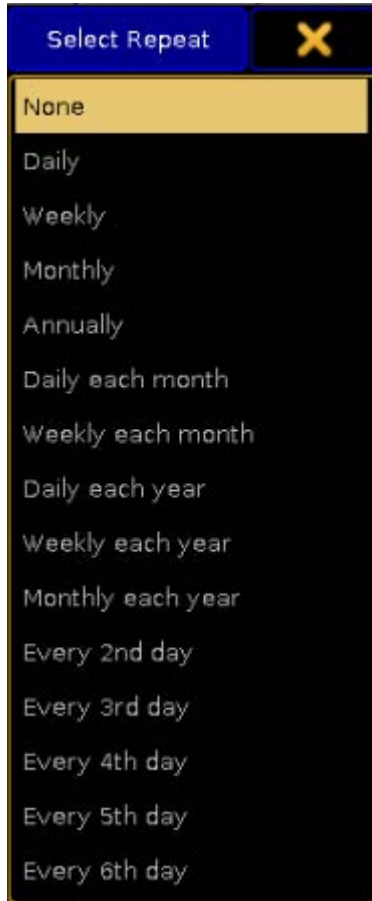 Select Repeat
None
Daily
Weekly
Monthly
Annually
Daily each month
Weekly each month
Daily each year
Weekly each year
Monthly each year
Every 2nd day
Every 3rd day
Every 4th day
Every 5th day
Every 6th day